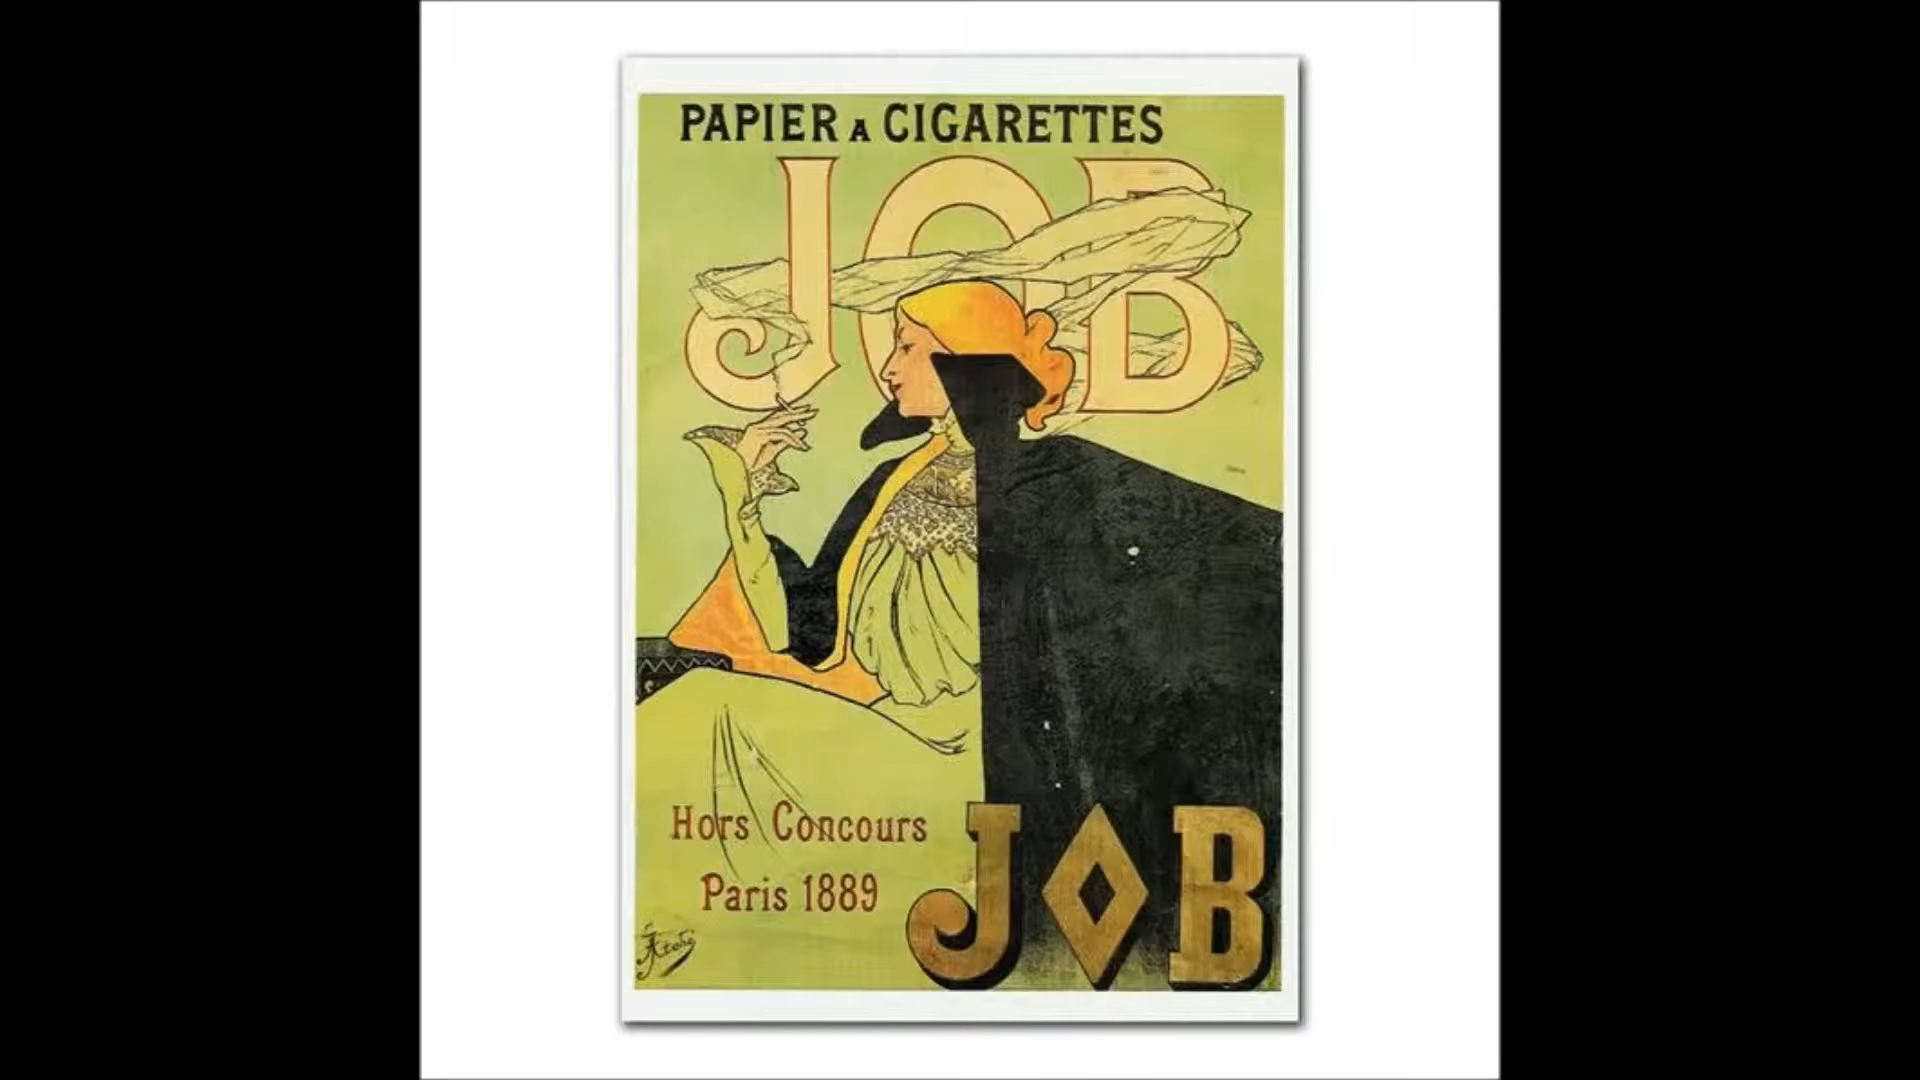 PAPIER A CIGARETTES
JOB
Hors Concours
Paris 1889
JOB